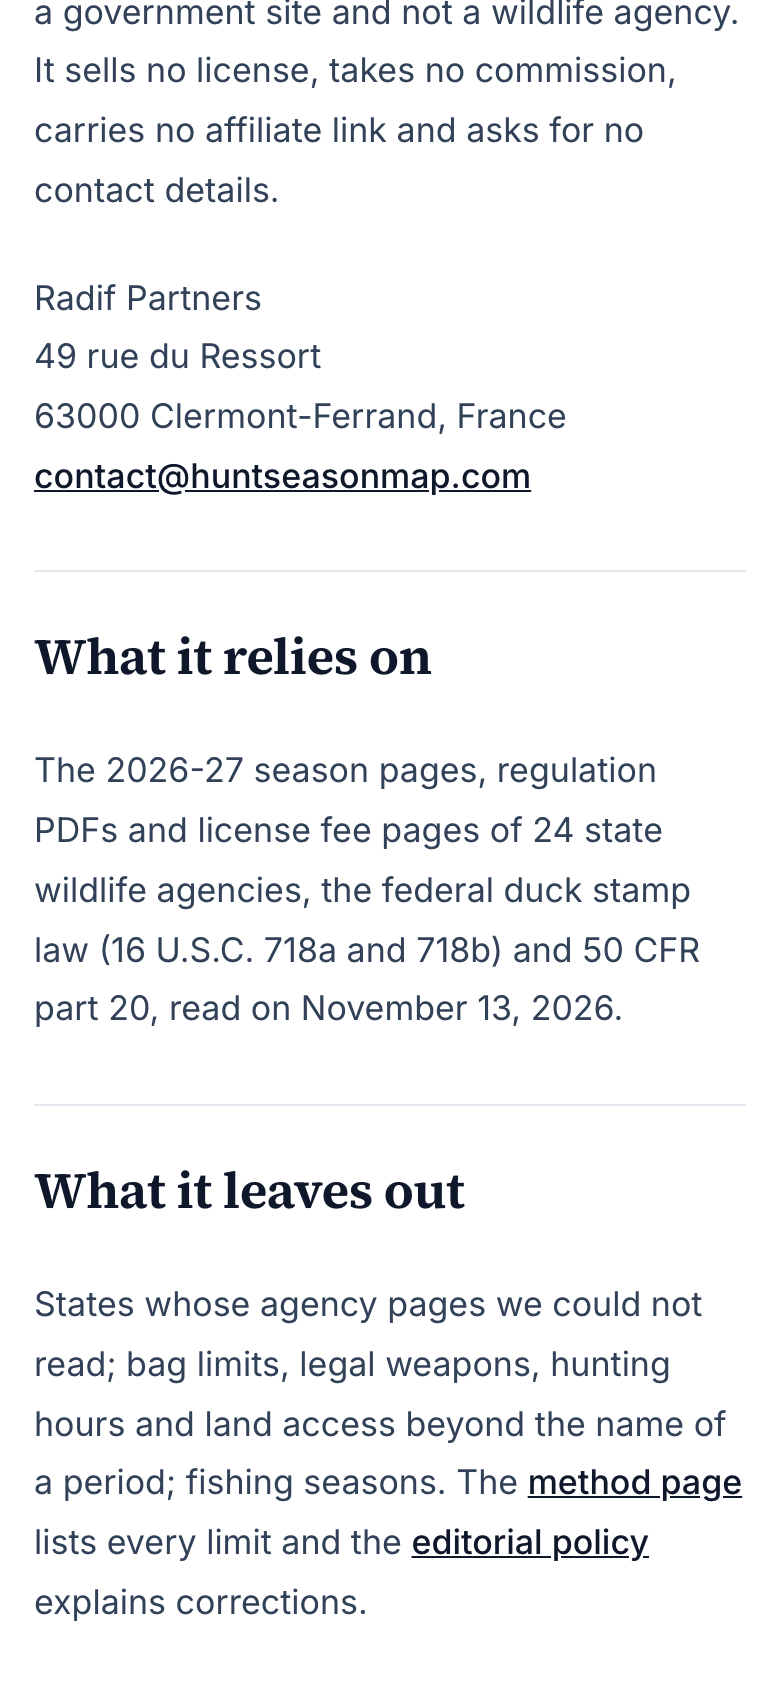 a government site and not a wildlife agency.
It sells no license, takes no commission,
carries no affiliate link and asks for no
contact details.
Radif Partners
49 rue du Ressort
63000 Clermont-Ferrand, France
contact@huntseasonmap.com
What it relies on
The 2026-27 season pages, regulation
PDFs and license fee pages of 24 state
wildlife agencies, the federal duck stamp
law (16 U.S.C. 718a and 718b) and 50 CFR
part 20, read on November 13, 2026.
What it leaves out
States whose agency pages we could not
read; bag limits, legal weapons, hunting
hours and land access beyond the name of
a period; fishing seasons. The method page
lists every limit and the editorial policy
explains corrections.